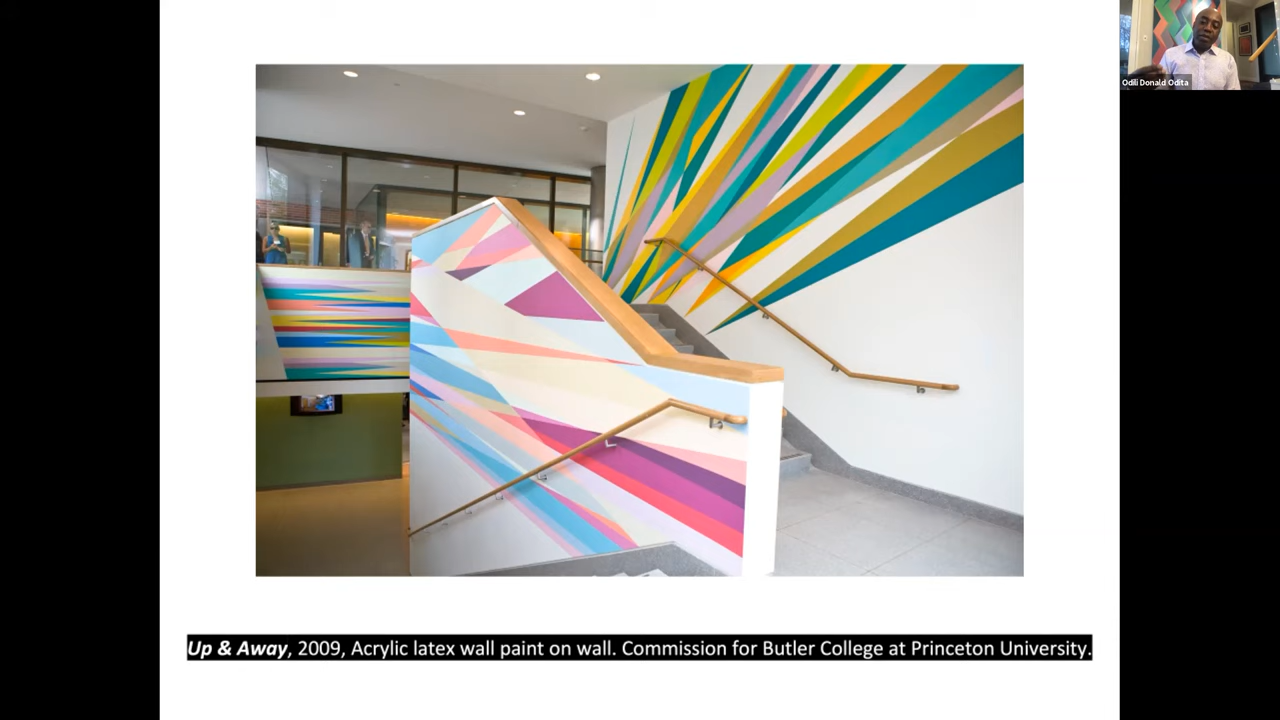 Odili Donald Odita
Up & Away, 2009, Acrylic latex wall paint on wall. Commission for Butler College at Princeton University.